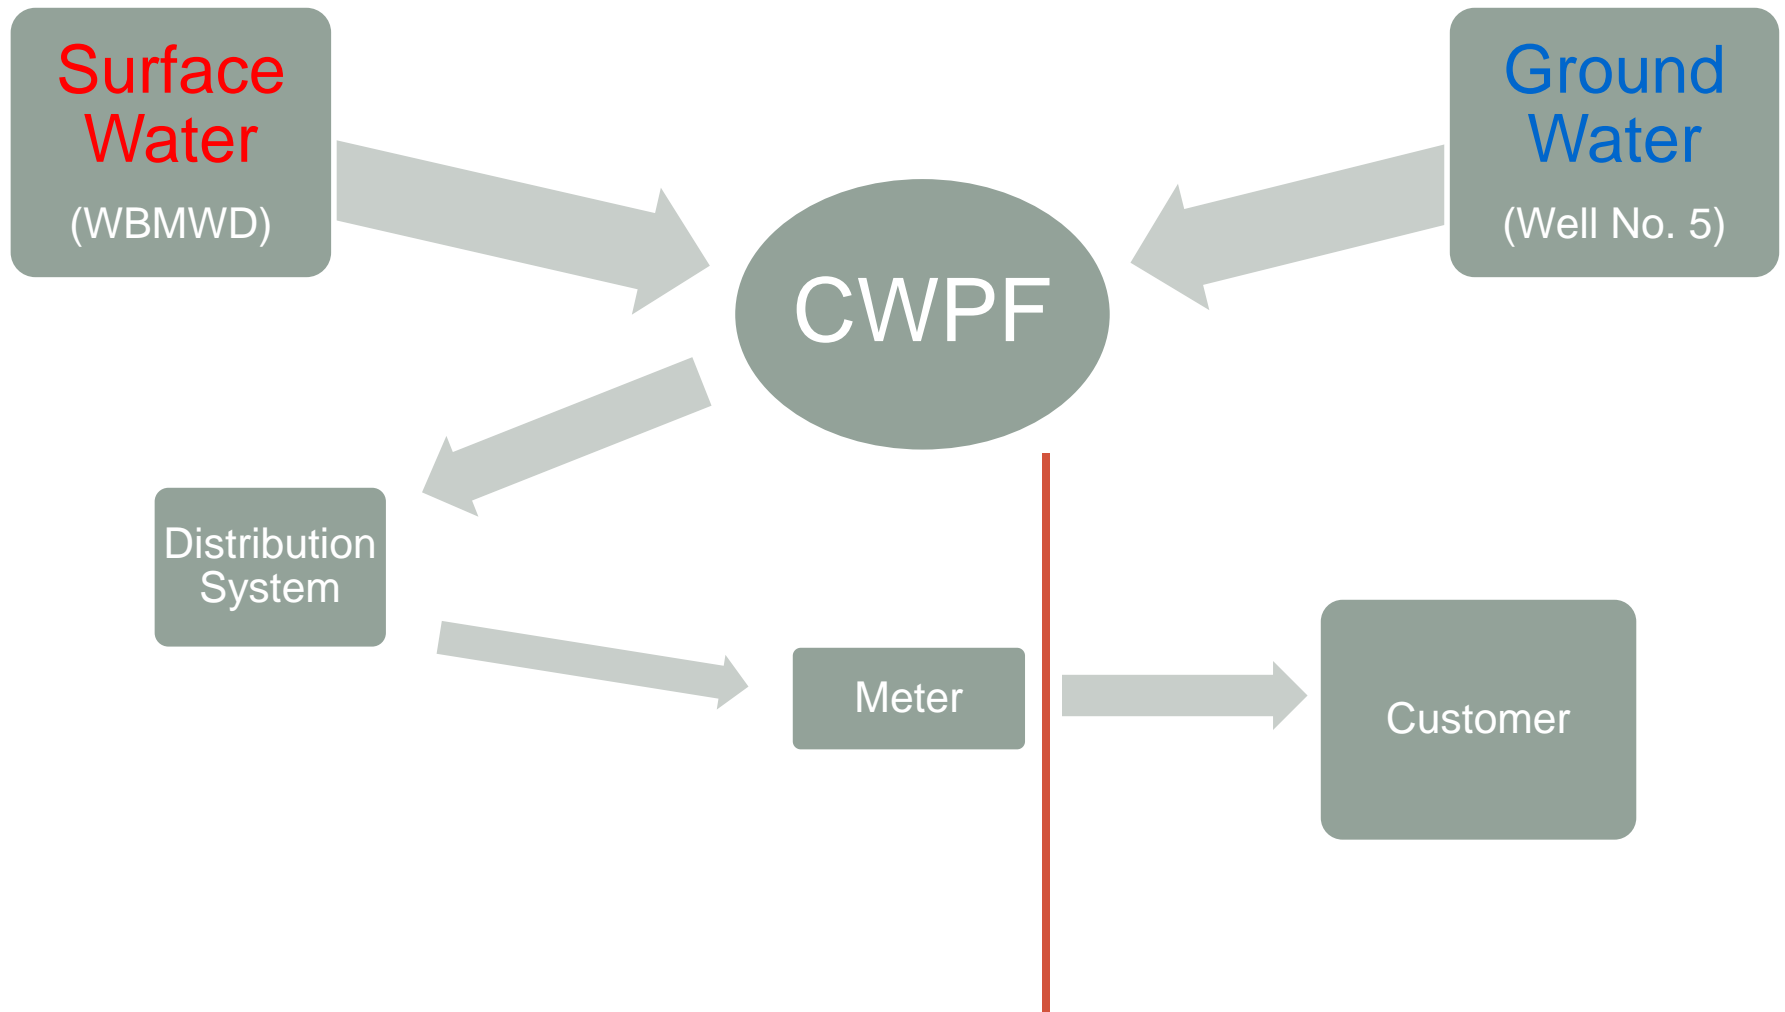 Surface
Water
(WBMWD)
Ground
Water
(Well No. 5)
CWPF
Distribution
System
Meter
Customer